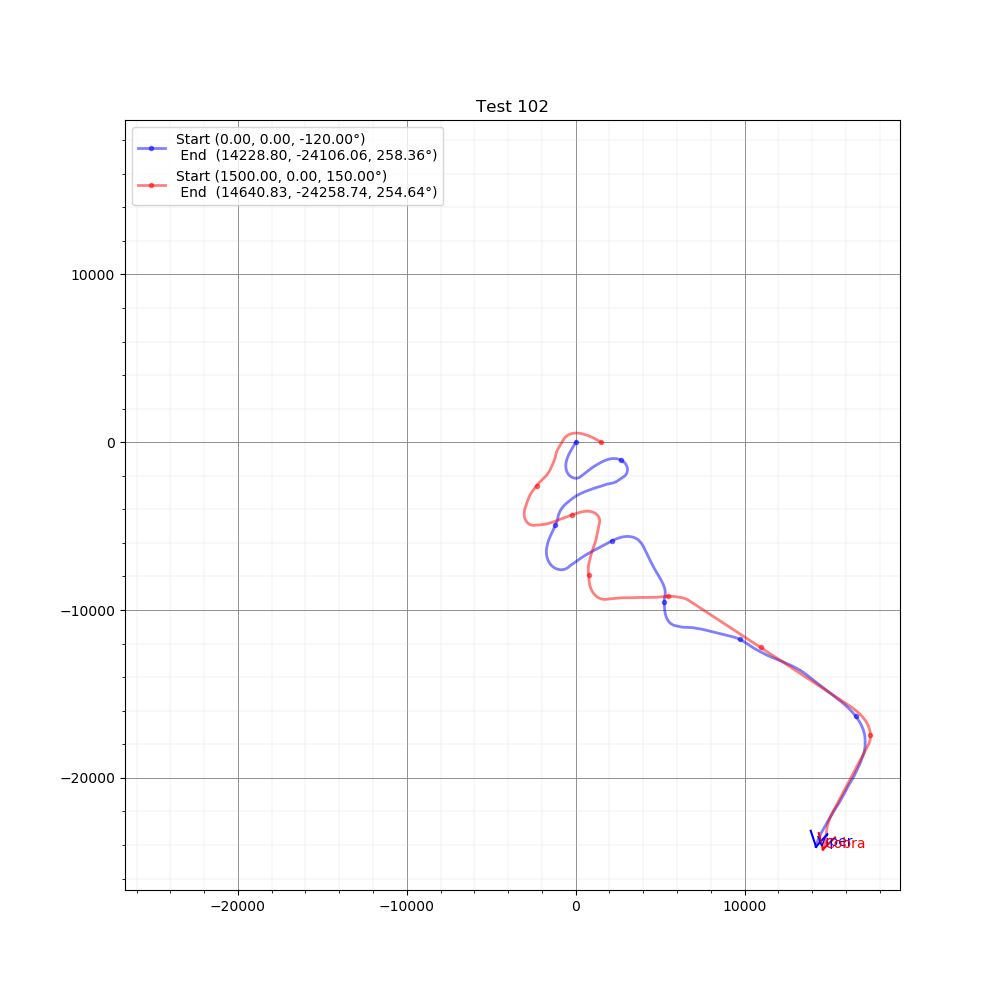 Test 102
Start (0.00, 0.00, -120.00°)
End (14228.80, -24106.06, 258.36°)
Start (1500.00, 0.00, 150.00°)
End (14640.83, -24258.74, 254.64°)
10000
0
−10000
−20000
Viper
Cobra
−20000
−10000
0
10000